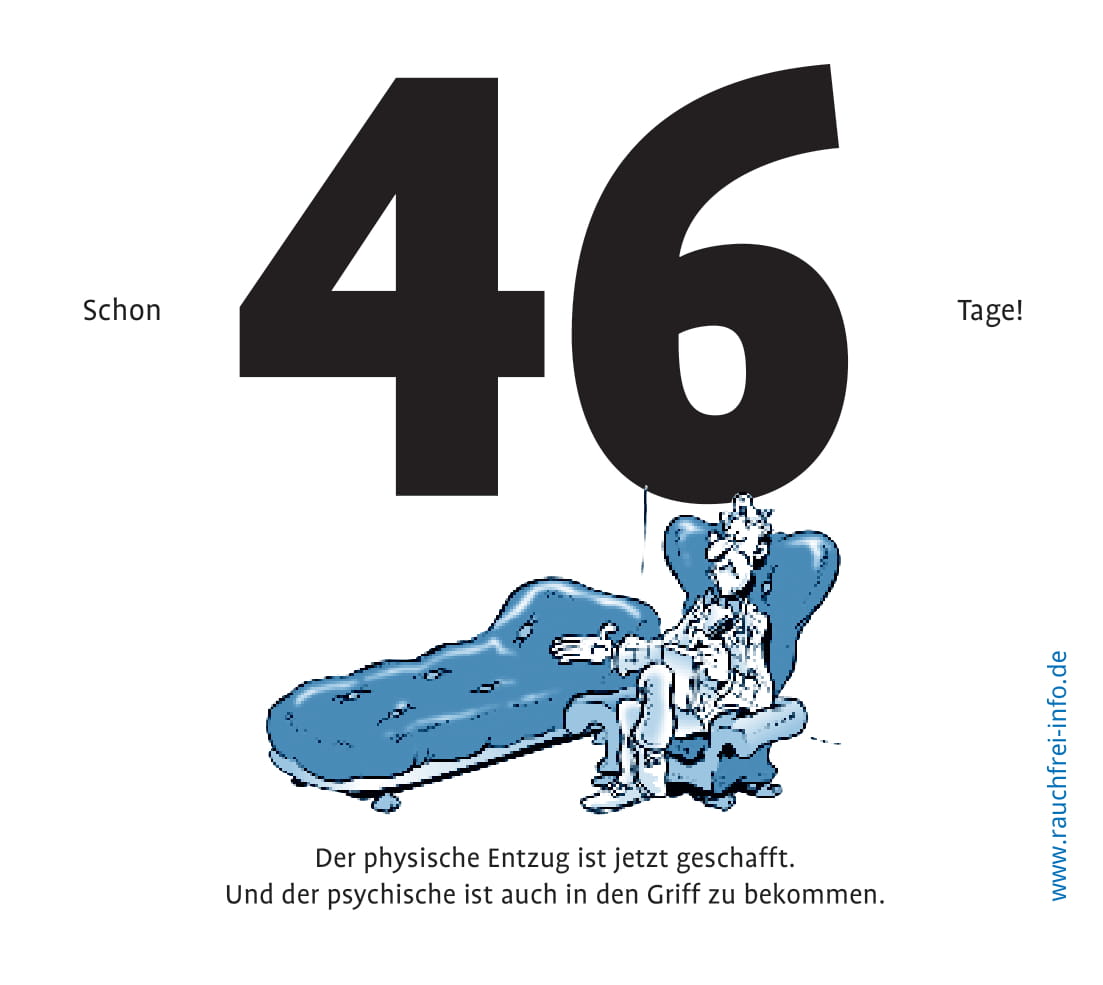 Schon
46
Tage!
Der physische Entzug ist jetzt geschafft.
Und der psychische ist auch in den Griff zu bekommen.
www.rauchfrei-info.de